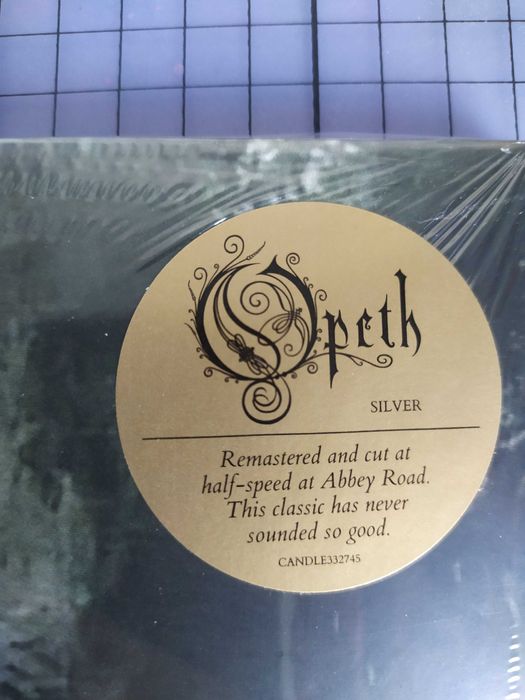 Opeth
SILVER
Remastered and cut at
half-speed at Abbey Road.
This classic has never
sounded so good.
CANDLE332745